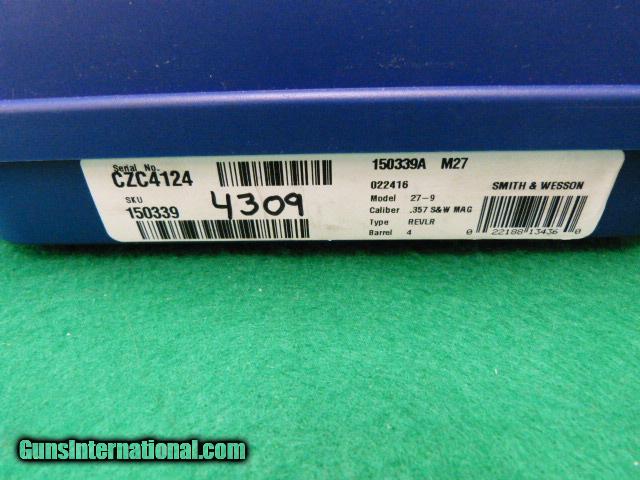 Serial No.
CZC4124
SKU
150339
4309
150339A M27
022416
Model 27-9
Caliber .357 S&W MAG
Type REVLR
Barrel 4
SMITH & WESSON
0 22188 13436 0
GunsInternational.com